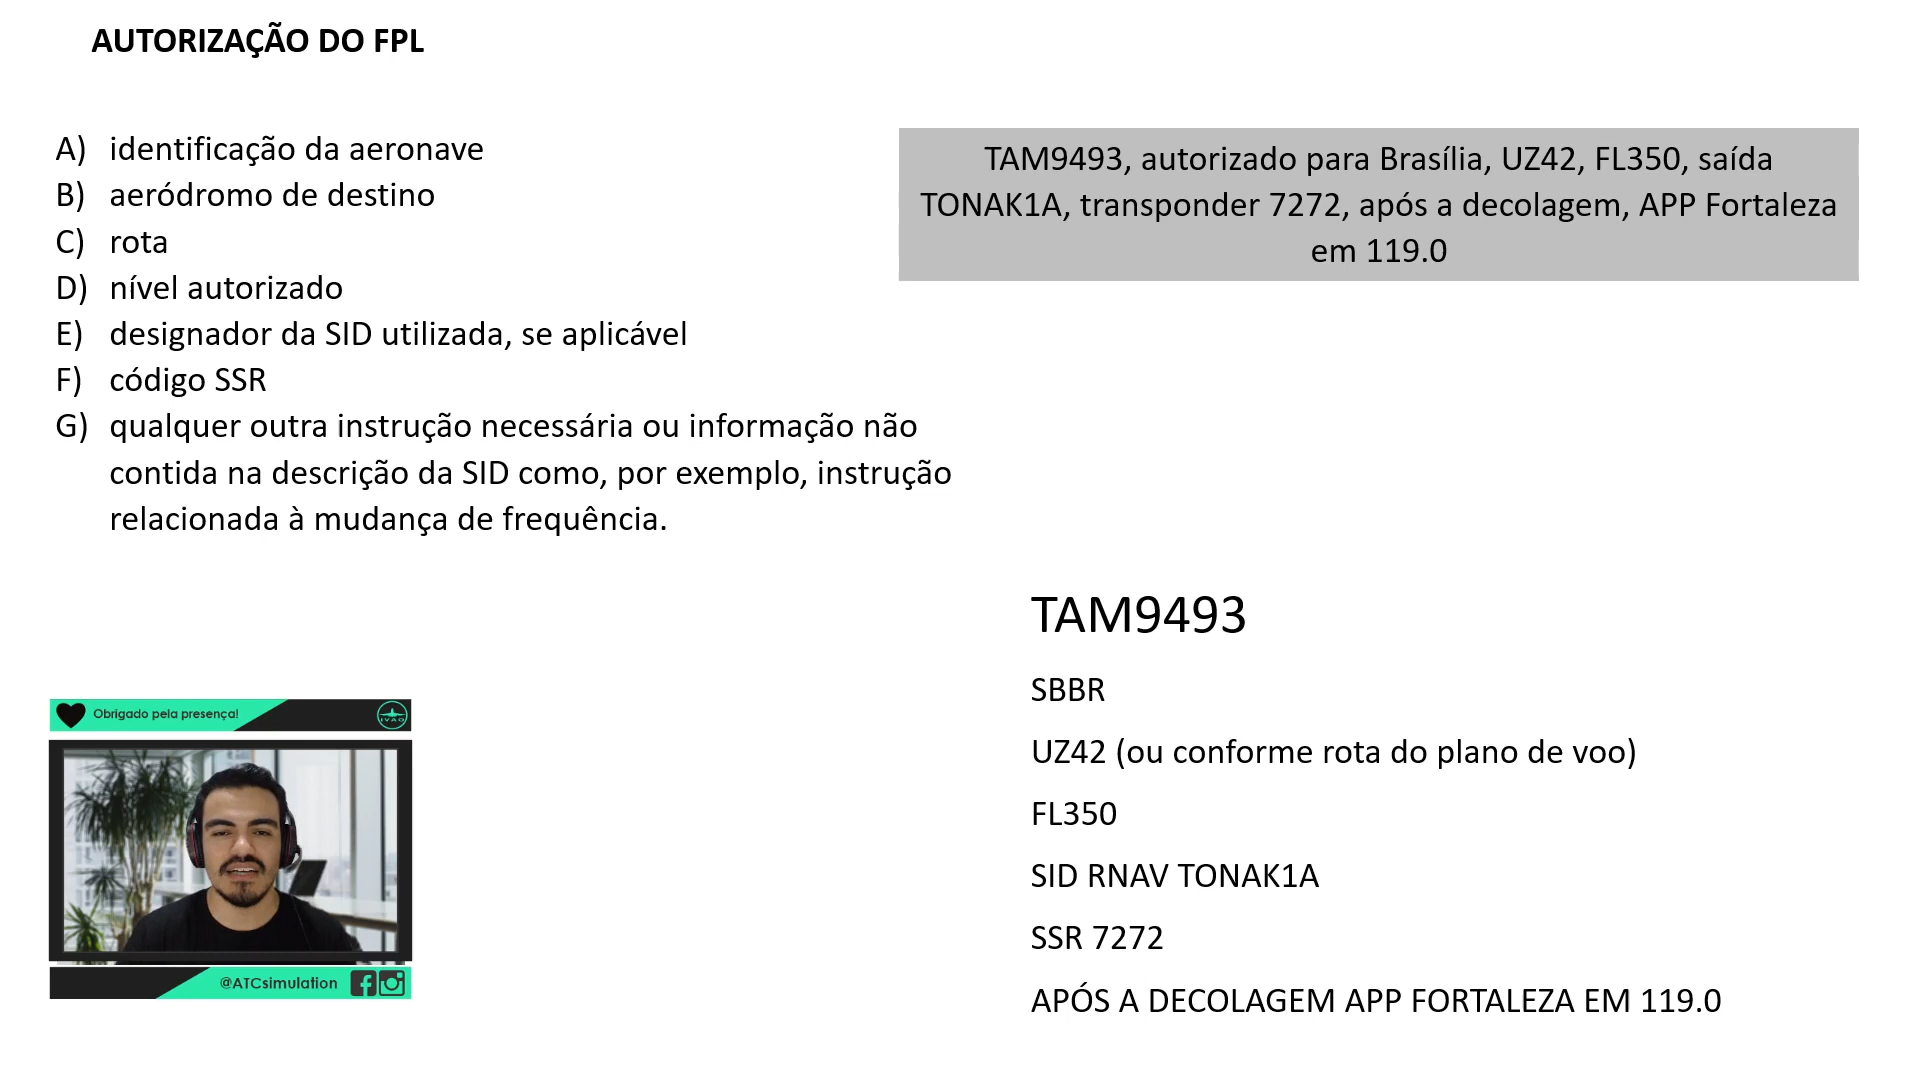 AUTORIZAÇÃO DO FPL
A) identificação da aeronave
B) aeródromo de destino
C) rota
D) nível autorizado
E) designador da SID utilizada, se aplicável
F) código SSR
G) qualquer outra instrução necessária ou informação não
contida na descrição da SID como, por exemplo, instrução
relacionada à mudança de frequência.
TAM9493, autorizado para Brasília, UZ42, FL350, saída
TONAK1A, transponder 7272, após a decolagem, APP Fortaleza
em 119.0
TAM9493
SBBR
UZ42 (ou conforme rota do plano de voo)
FL350
SID RNAV TONAK1A
SSR 7272
APÓS A DECOLAGEM APP FORTALEZA EM 119.0
Obrigado pela presença!
IVAO
@ATCsimulation